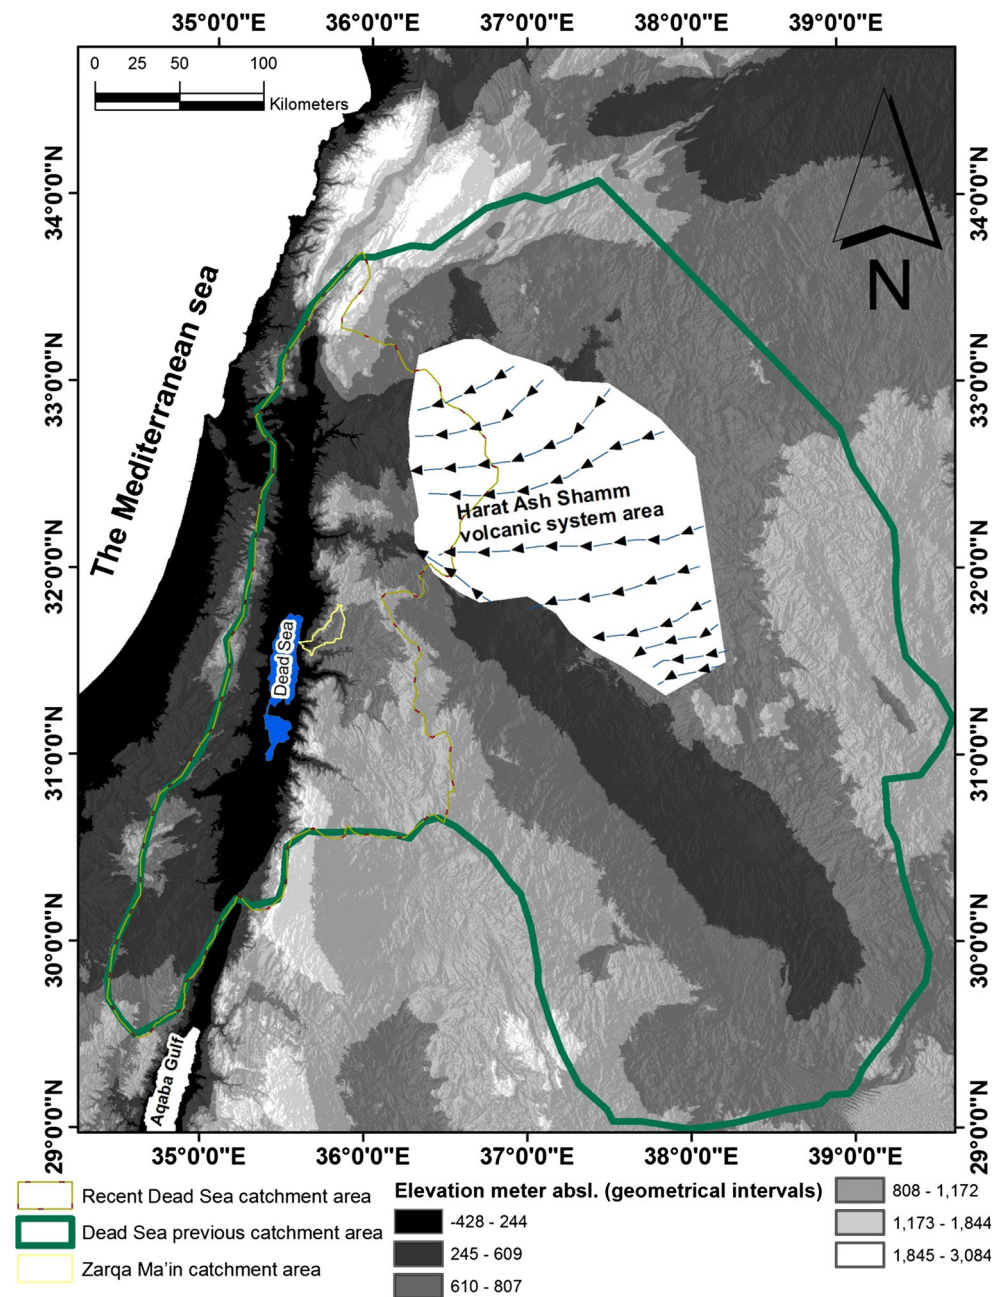 35°0'0"E 36°0'0"E 37°0'0"E 38°0'0"E 39°0'0"E
0 25 50 100
Kilometers
34°0'0"N
34°0'0"N
N
The Mediterranean sea
33°0'0"N
33°0'0"N
Harat Ash Shamm
volcanic system area
32°0'0"N
32°0'0"N
Dead Sea
31°0'0"N
31°0'0"N
30°0'0"N
30°0'0"N
Aqaba Gulf
29°0'0"N
29°0'0"N
35°0'0"E 36°0'0"E 37°0'0"E 38°0'0"E 39°0'0"E
Recent Dead Sea catchment area
Dead Sea previous catchment area
Zarqa Ma'in catchment area
Elevation meter absl. (geometrical intervals)
-428 - 244
245 - 609
610 - 807
808 - 1,172
1,173 - 1,844
1,845 - 3,084